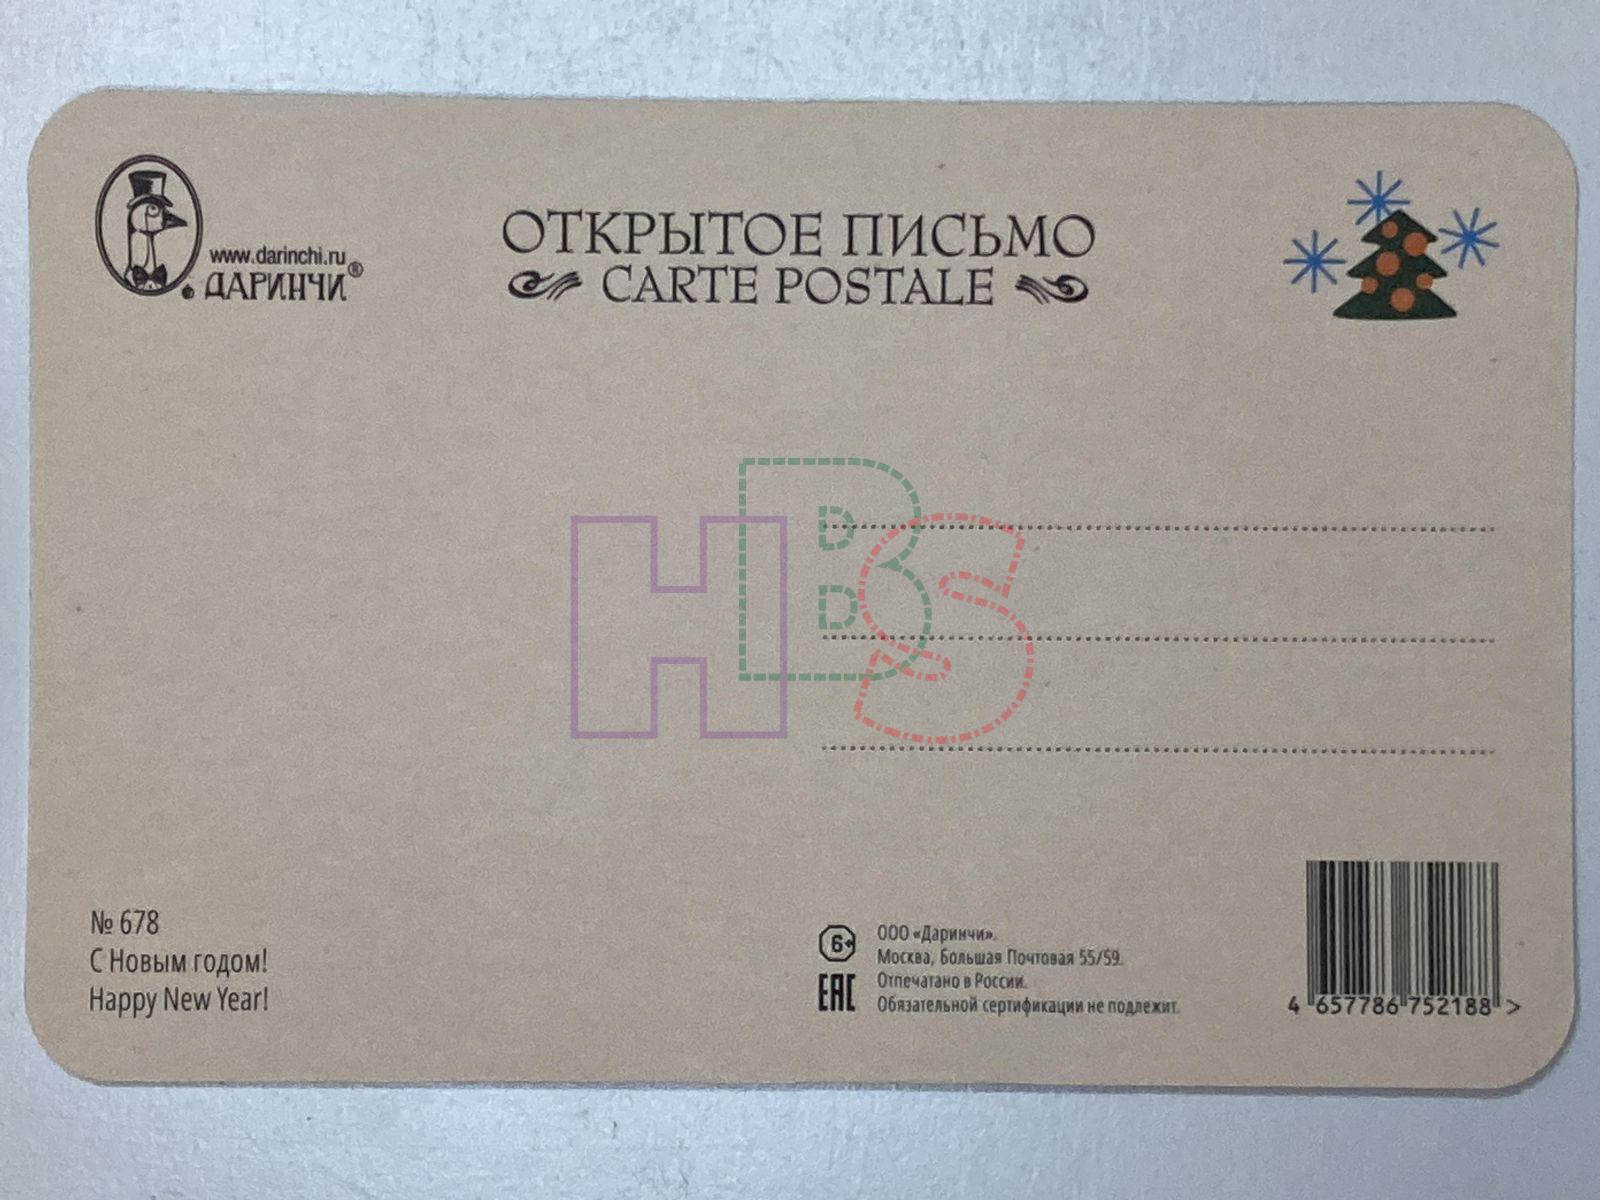 www.darinchi.ru
ДАРИНЧИ®
ОТКРЫТОЕ ПИСЬМО
CARTE POSTALE
HBS
№ 678
С Новым годом!
Happy New Year!
6+
ООО «Даринчи».
Москва, Большая Почтовая 55/59.
EAC
Отпечатано в России.
Обязательной сертификации не подлежит.
4 657786 752188 >